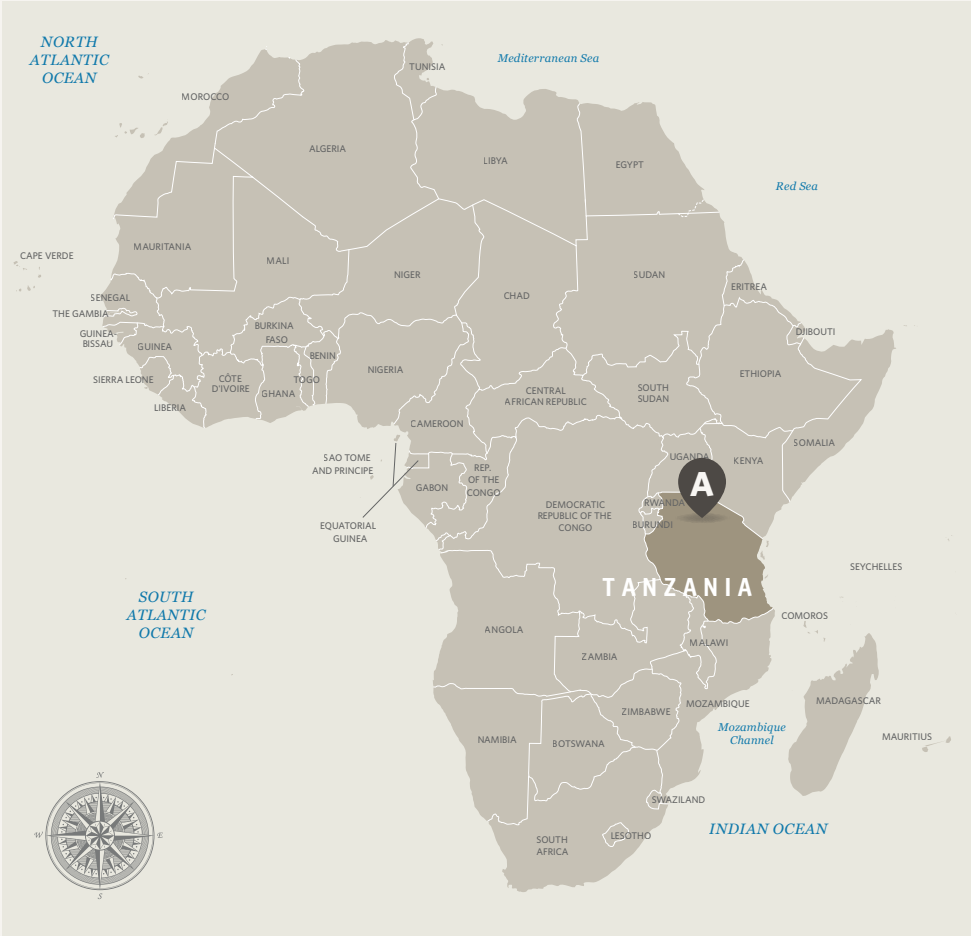 NORTH
ATLANTIC
OCEAN
Mediterranean Sea
TUNISIA
MOROCCO
ALGERIA
LIBYA
EGYPT
Red Sea
CAPE VERDE
MAURITANIA
MALI
NIGER
CHAD
SUDAN
ERITREA
SENEGAL
THE GAMBIA
GUINEA-
BISSAU
GUINEA
BURKINA
FASO
BENIN
DJIBOUTI
SIERRA LEONE
CÔTE
D'IVOIRE
TOGO
GHANA
NIGERIA
ETHIOPIA
LIBERIA
CENTRAL
AFRICAN REPUBLIC
SOUTH
SUDAN
CAMEROON
SOMALIA
SAO TOME
AND PRINCIPE
UGANDA
KENYA
REP.
OF THE
CONGO
GABON
A
RWANDA
DEMOCRATIC
REPUBLIC OF THE
CONGO
BURUNDI
EQUATORIAL
GUINEA
SEYCHELLES
TANZANIA
SOUTH
ATLANTIC
OCEAN
COMOROS
ANGOLA
MALAWI
ZAMBIA
MADAGASCAR
MOZAMBIQUE
ZIMBABWE
Mozambique
Channel
MAURITIUS
NAMIBIA
BOTSWANA
SWAZILAND
INDIAN OCEAN
LESOTHO
SOUTH
AFRICA
N
W
E
S